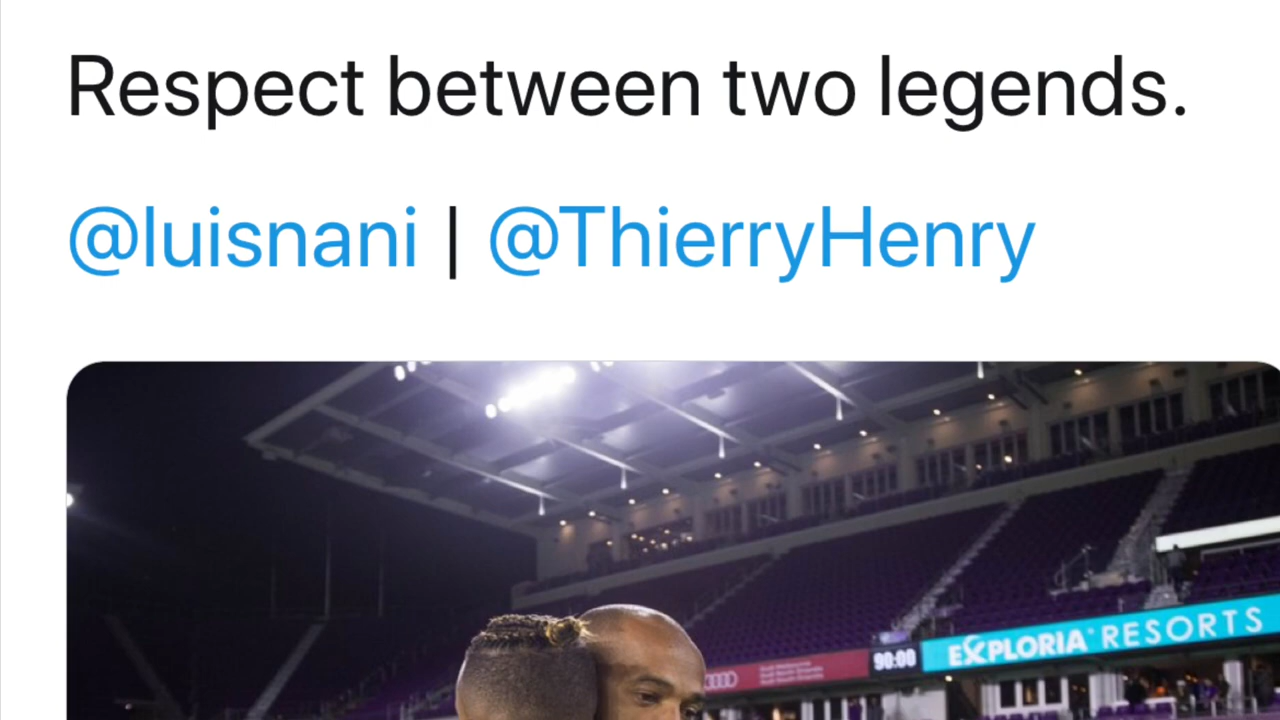 Respect between two legends.
@luisnani | @ThierryHenry
90:00
EXPLORIA RESORTS